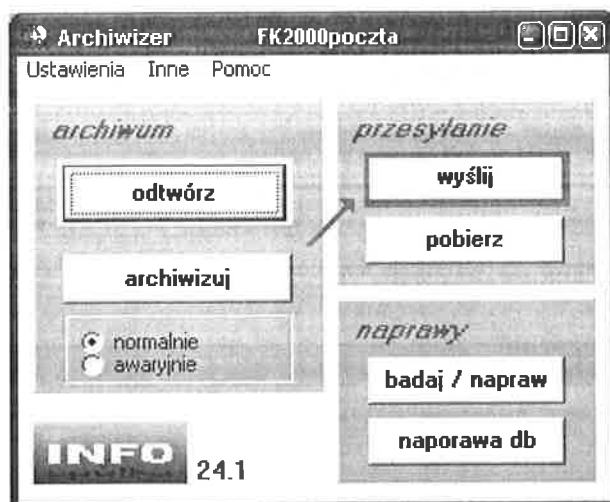 Archiwizer FK2000poczta
Ustawienia Inne Pomoc
archiwum
odtwórz
archiwizuj
normalnie
awaryjnie
przesyłanie
wyślij
pobierz
naprawy
badaj / napraw
naporawa db
INFO 24.1